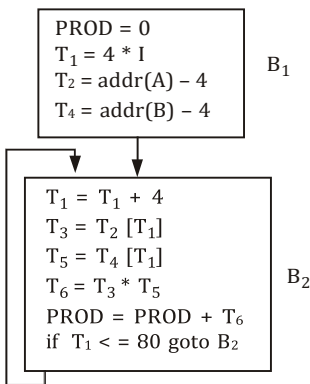 PROD = 0
T₁ = 4 * I
T₂ = addr(A) – 4
T₄ = addr(B) – 4
B₁
T₁ = T₁ + 4
T₃ = T₂ [T₁]
T₅ = T₄ [T₁]
T₆ = T₃ * T₅
PROD = PROD + T₆
if T₁ < = 80 goto B₂
B₂